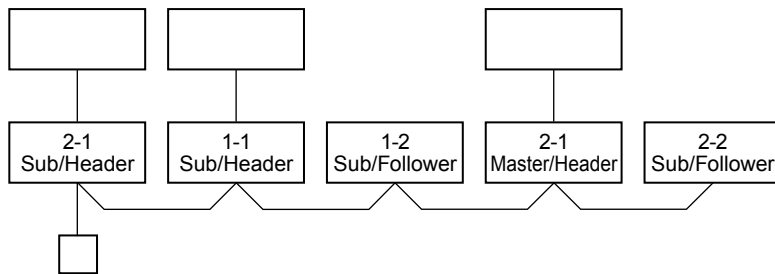 2-1
Sub/Header
1-1
Sub/Header
1-2
Sub/Follower
2-1
Master/Header
2-2
Sub/Follower